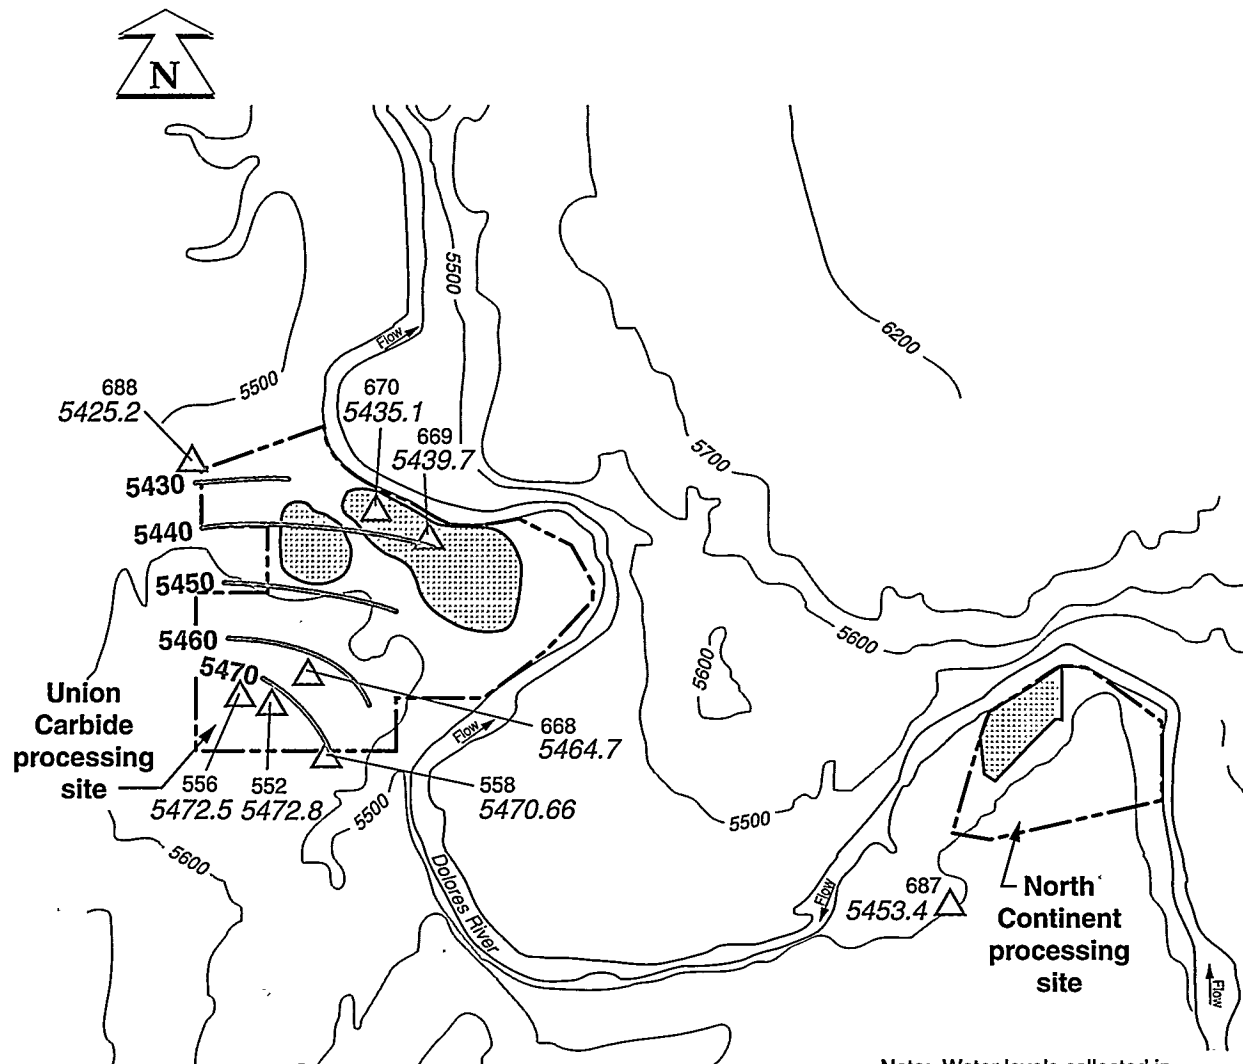 N
5500
Flow
6200
5500
688
5425.2
670
5435.1
669
5439.7
5700
5430
5440
5450
5460
5470
5600
5600
Union
Carbide
processing
site
Flow
668
5464.7
556
5472.5
552
5472.8
558
5470.66
5500
5500
5600
Dolores River
Flow
687
5453.4
North
Continent
processing
site
Flow